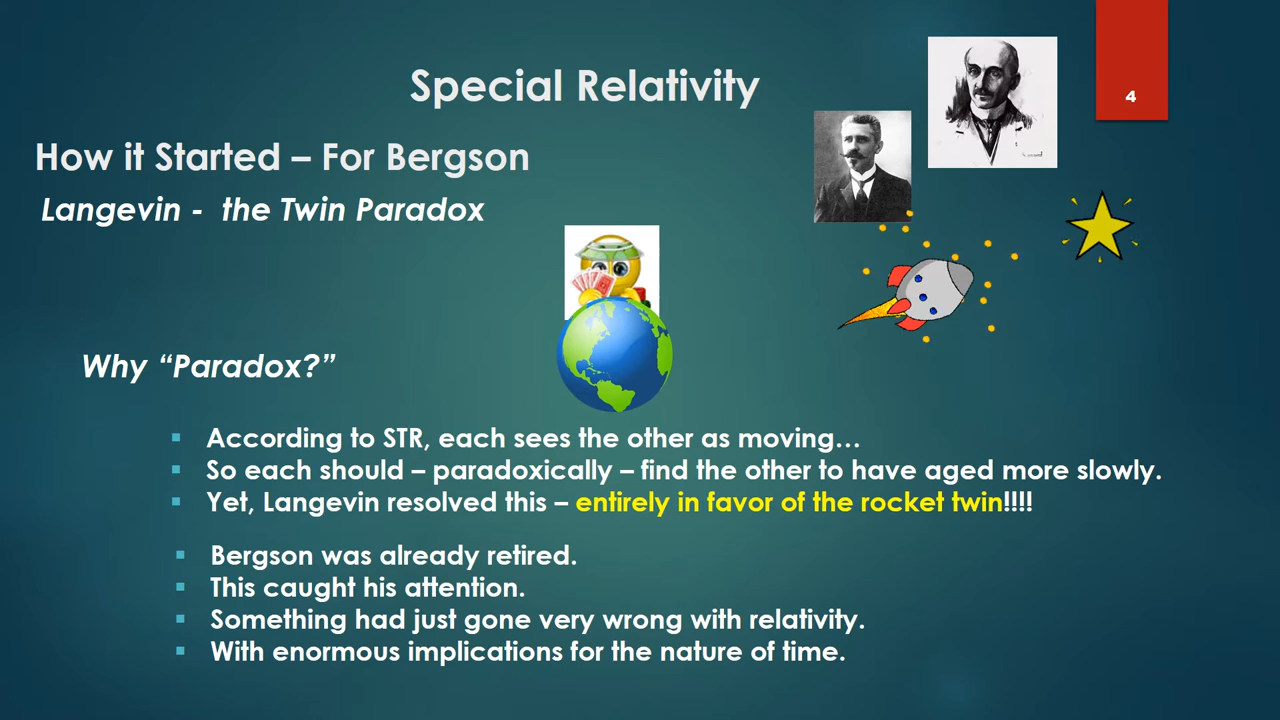 Special Relativity
4
How it Started – For Bergson
Langevin - the Twin Paradox
Why “Paradox?”
According to STR, each sees the other as moving…
So each should – paradoxically – find the other to have aged more slowly.
Yet, Langevin resolved this – entirely in favor of the rocket twin!!!!
Bergson was already retired.
This caught his attention.
Something had just gone very wrong with relativity.
With enormous implications for the nature of time.